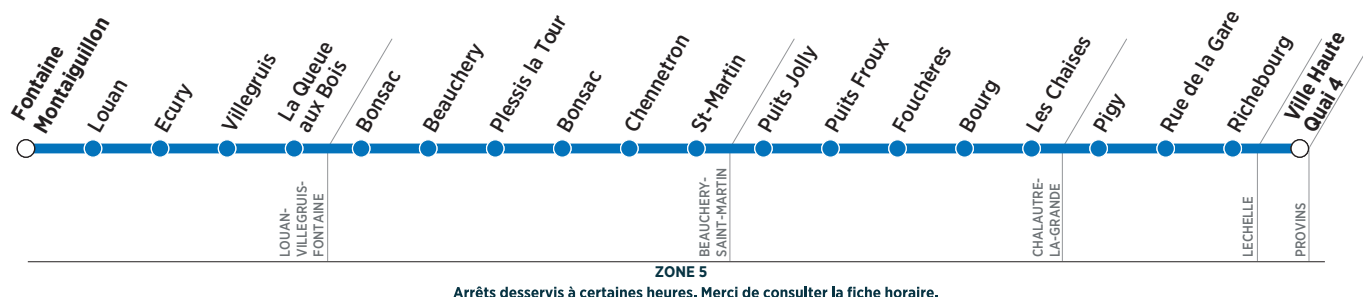 Fontaine
Montaiguillon
Louan
Ecury
Villegruis
La Queue
aux Bois
Bonsac
Beauchery
Plessis la Tour
Bonsac
Chennetron
St-Martin
Puits Jolly
Puits Froux
Fouchères
Bourg
Les Chaises
Pigy
Rue de la Gare
Richebourg
Ville Haute
Quai 4
LOUAN-
VILLEGRUIS-
FONTAINE
BEAUCHERY-
SAINT-MARTIN
CHALAUTRE-
LA-GRANDE
LECHELLE
PROVINS
ZONE 5
Arrêts desservis à certaines heures. Merci de consulter la fiche horaire.